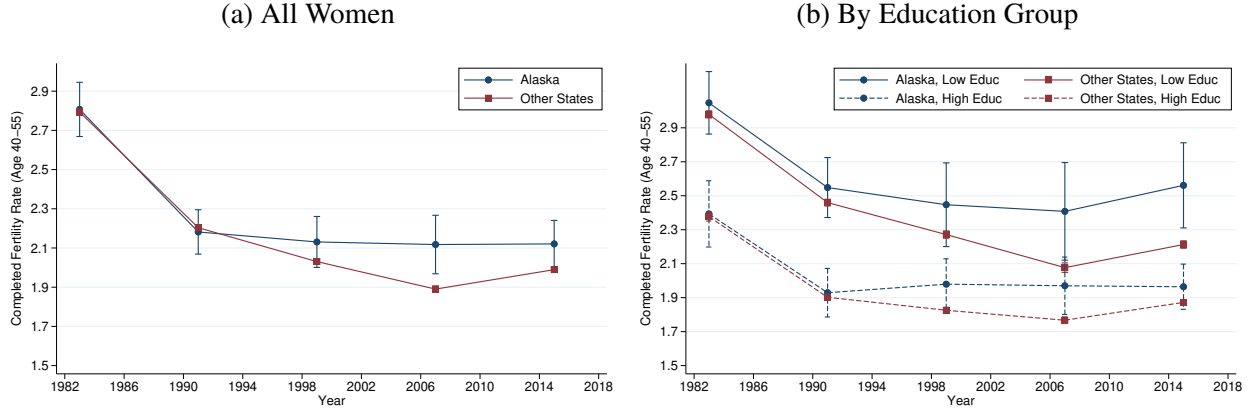 (a) All Women
Alaska
Other States
2.9
2.7
2.5
2.3
2.1
1.9
1.7
1.5
Completed Fertility Rate (Age 40−55)
1982 1986 1990 1994 1998 2002 2006 2010 2014 2018
Year
(b) By Education Group
Alaska, Low Educ Other States, Low Educ
Alaska, High Educ Other States, High Educ
2.9
2.7
2.5
2.3
2.1
1.9
1.7
1.5
Completed Fertility Rate (Age 40−55)
1982 1986 1990 1994 1998 2002 2006 2010 2014 2018
Year